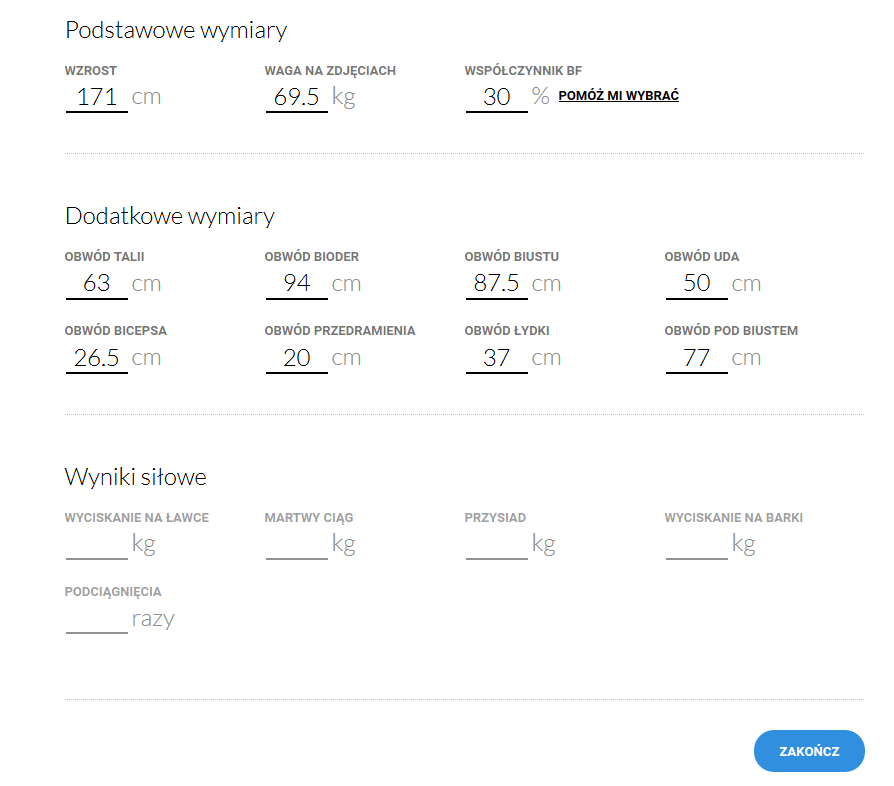 Podstawowe wymiary
WZROST WAGA NA ZDJĘCIACH WSPÓŁCZYNNIK BF
171 cm 69.5 kg 30 % POMÓŻ MI WYBRAĆ
Dodatkowe wymiary
OBWÓD TALII OBWÓD BIODER OBWÓD BIUSTU OBWÓD UDA
63 cm 94 cm 87.5 cm 50 cm
OBWÓD BICEPSA OBWÓD PRZEDRAMIENIA OBWÓD ŁYDKI OBWÓD POD BIUSTEM
26.5 cm 20 cm 37 cm 77 cm
Wyniki siłowe
WYCISKANIE NA ŁAWCE MARTWY CIĄG PRZYSIAD WYCISKANIE NA BARKI
kg kg kg kg
PODCIĄGNIĘCIA
razy
ZAKOŃCZ